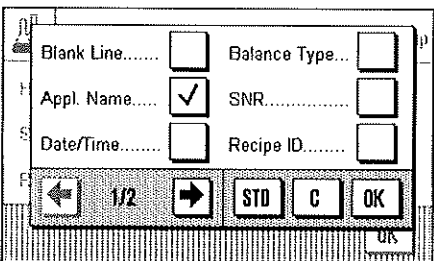 Blank Line....... Balance Type...
Appl. Name..... SNR..............
Date/Time........ Recipe ID........
1/2 STD C OK
OK